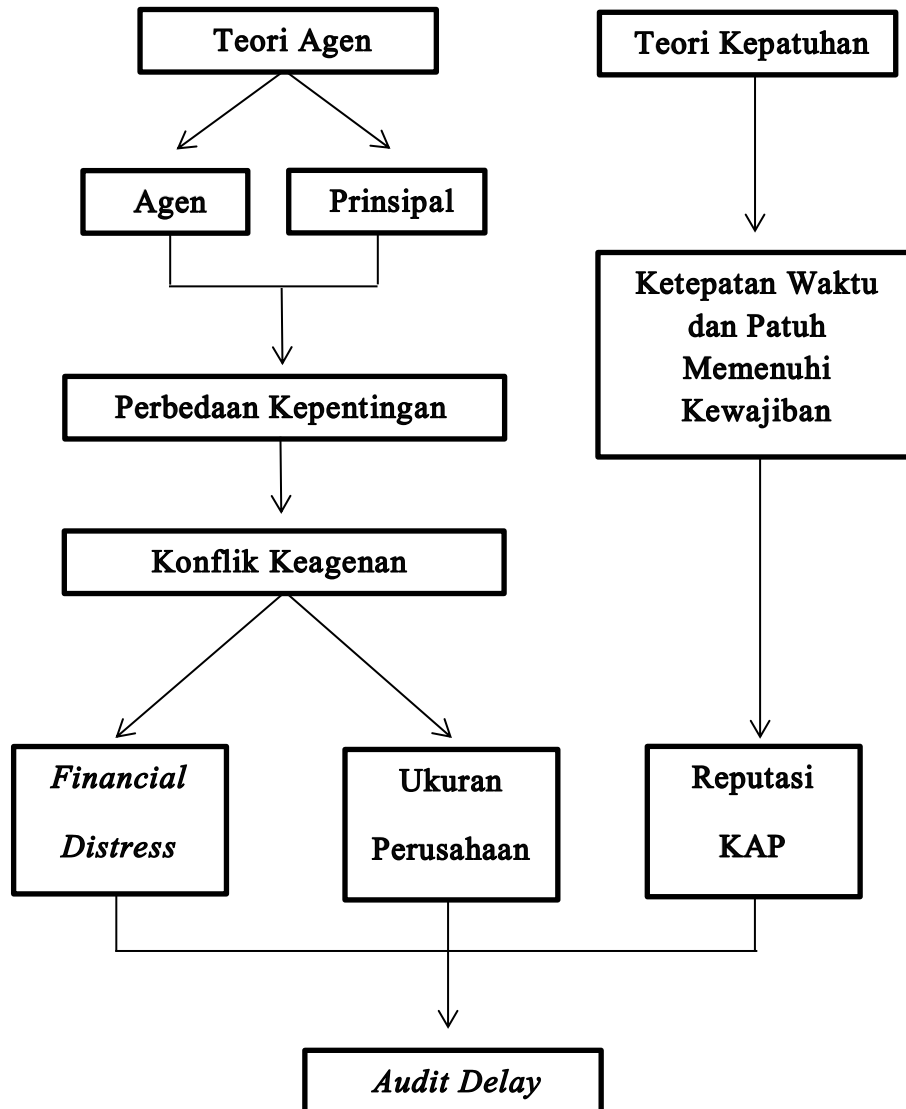 Teori Agen
Teori Kepatuhan
Agen
Prinsipal
Ketepatan Waktu
dan Patuh
Memenuhi
Kewajiban
Perbedaan Kepentingan
Konflik Keagenan
Financial
Distress
Ukuran
Perusahaan
Reputasi
KAP
Audit Delay